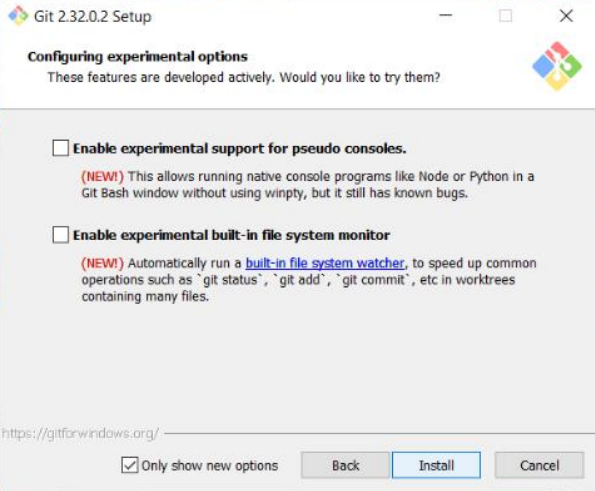 Git 2.32.0.2 Setup
Configuring experimental options
These features are developed actively. Would you like to try them?
Enable experimental support for pseudo consoles.
(NEW!) This allows running native console programs like Node or Python in a
Git Bash window without using winpty, but it still has known bugs.
Enable experimental built-in file system monitor
(NEW!) Automatically run a built-in file system watcher, to speed up common
operations such as `git status`, `git add`, `git commit`, etc in worktrees
containing many files.
https://gitforwindows.org/
Only show new options
Back
Install
Cancel